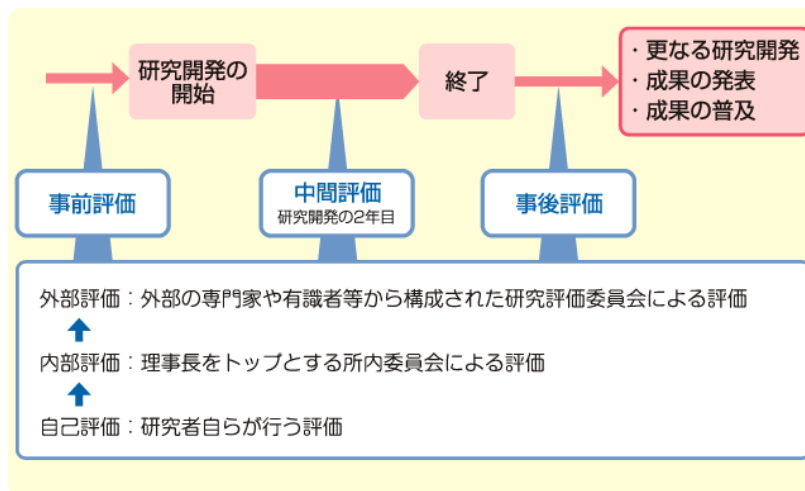 研究開発の
開始
終了
・更なる研究開発
・成果の発表
・成果の普及
事前評価
中間評価
研究開発の2年目
事後評価
外部評価：外部の専門家や有識者等から構成された研究評価委員会による評価
内部評価：理事長をトップとする所内委員会による評価
自己評価：研究者自らが行う評価